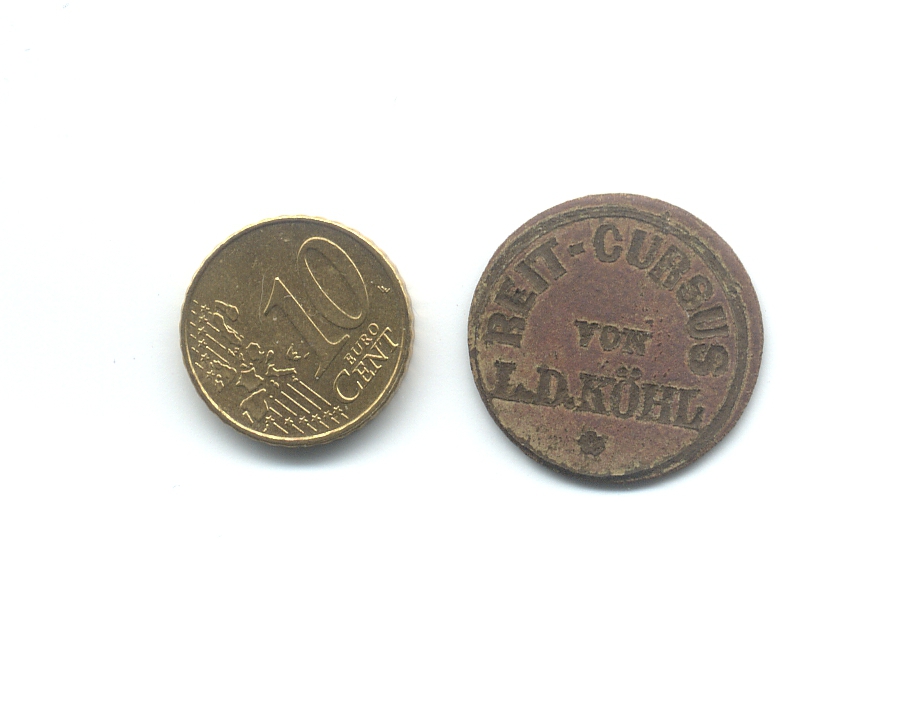 10
EURO
CENT
REIT-CURSUS
VON
L.D.KÖHL